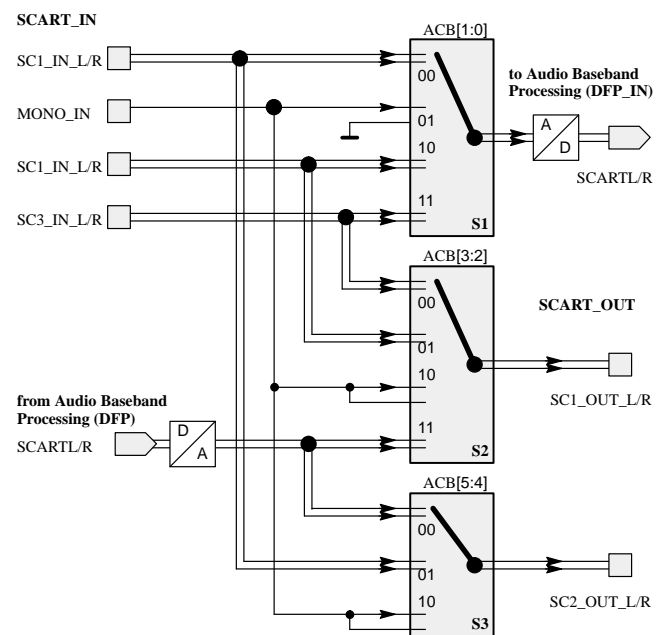 SCART_IN
ACB[1:0]
SC1_IN_L/R
00
to Audio Baseband
Processing (DFP_IN)
MONO_IN
01
A
D
SC1_IN_L/R
10
SCARTL/R
SC3_IN_L/R
11
S1
ACB[3:2]
00
SCART_OUT
01
10
SC1_OUT_L/R
from Audio Baseband
Processing (DFP)
SCARTL/R
D
A
11
S2
ACB[5:4]
00
01
10
SC2_OUT_L/R
S3